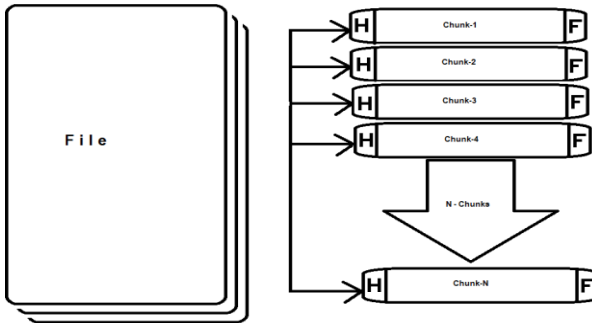 File
H Chunk-1 F
H Chunk-2 F
H Chunk-3 F
H Chunk-4 F
N - Chunks
H Chunk-N F